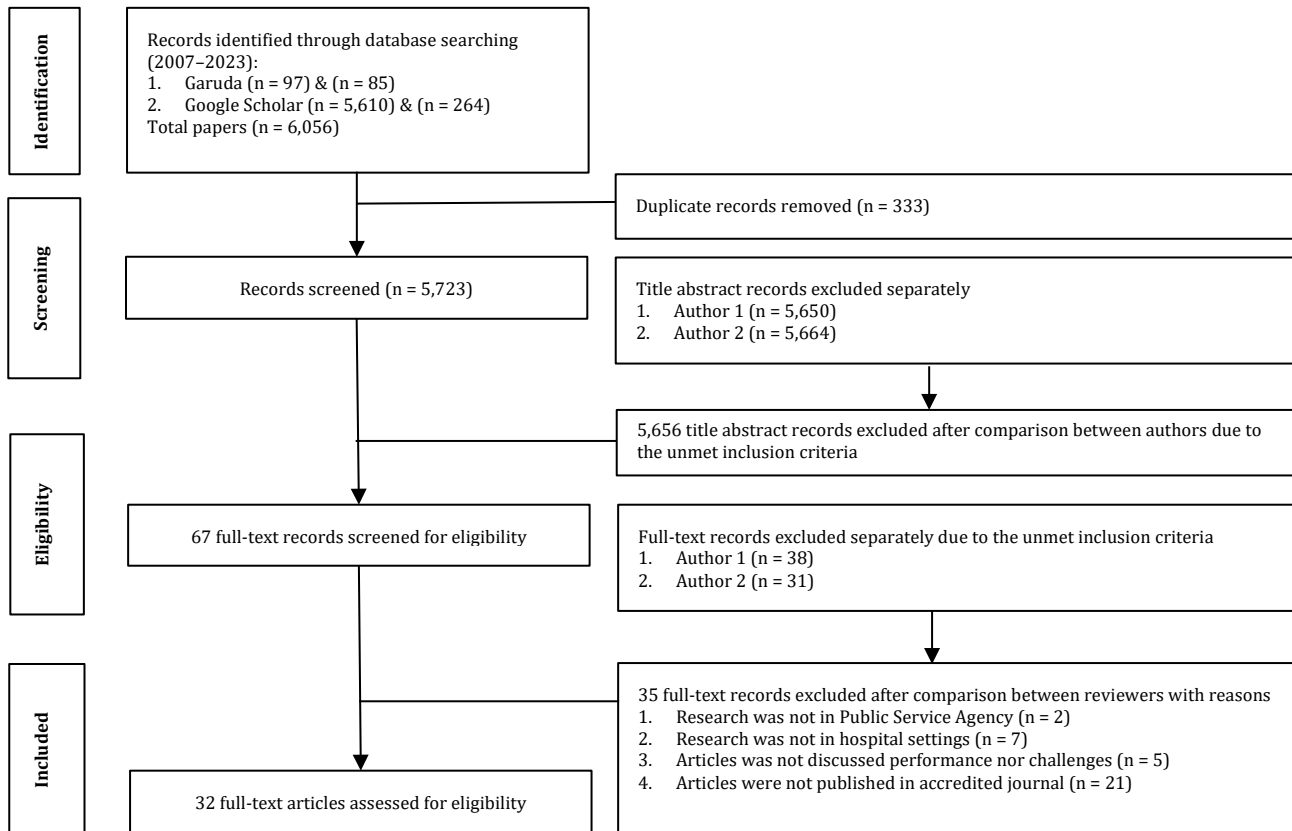 Identification
Records identified through database searching
(2007–2023):
1. Garuda (n = 97) & (n = 85)
2. Google Scholar (n = 5,610) & (n = 264)
Total papers (n = 6,056)
Duplicate records removed (n = 333)
Screening
Records screened (n = 5,723)
Title abstract records excluded separately
1. Author 1 (n = 5,650)
2. Author 2 (n = 5,664)
5,656 title abstract records excluded after comparison between authors due to
the unmet inclusion criteria
Eligibility
67 full-text records screened for eligibility
Full-text records excluded separately due to the unmet inclusion criteria
1. Author 1 (n = 38)
2. Author 2 (n = 31)
Included
35 full-text records excluded after comparison between reviewers with reasons
1. Research was not in Public Service Agency (n = 2)
2. Research was not in hospital settings (n = 7)
3. Articles was not discussed performance nor challenges (n = 5)
4. Articles were not published in accredited journal (n = 21)
32 full-text articles assessed for eligibility